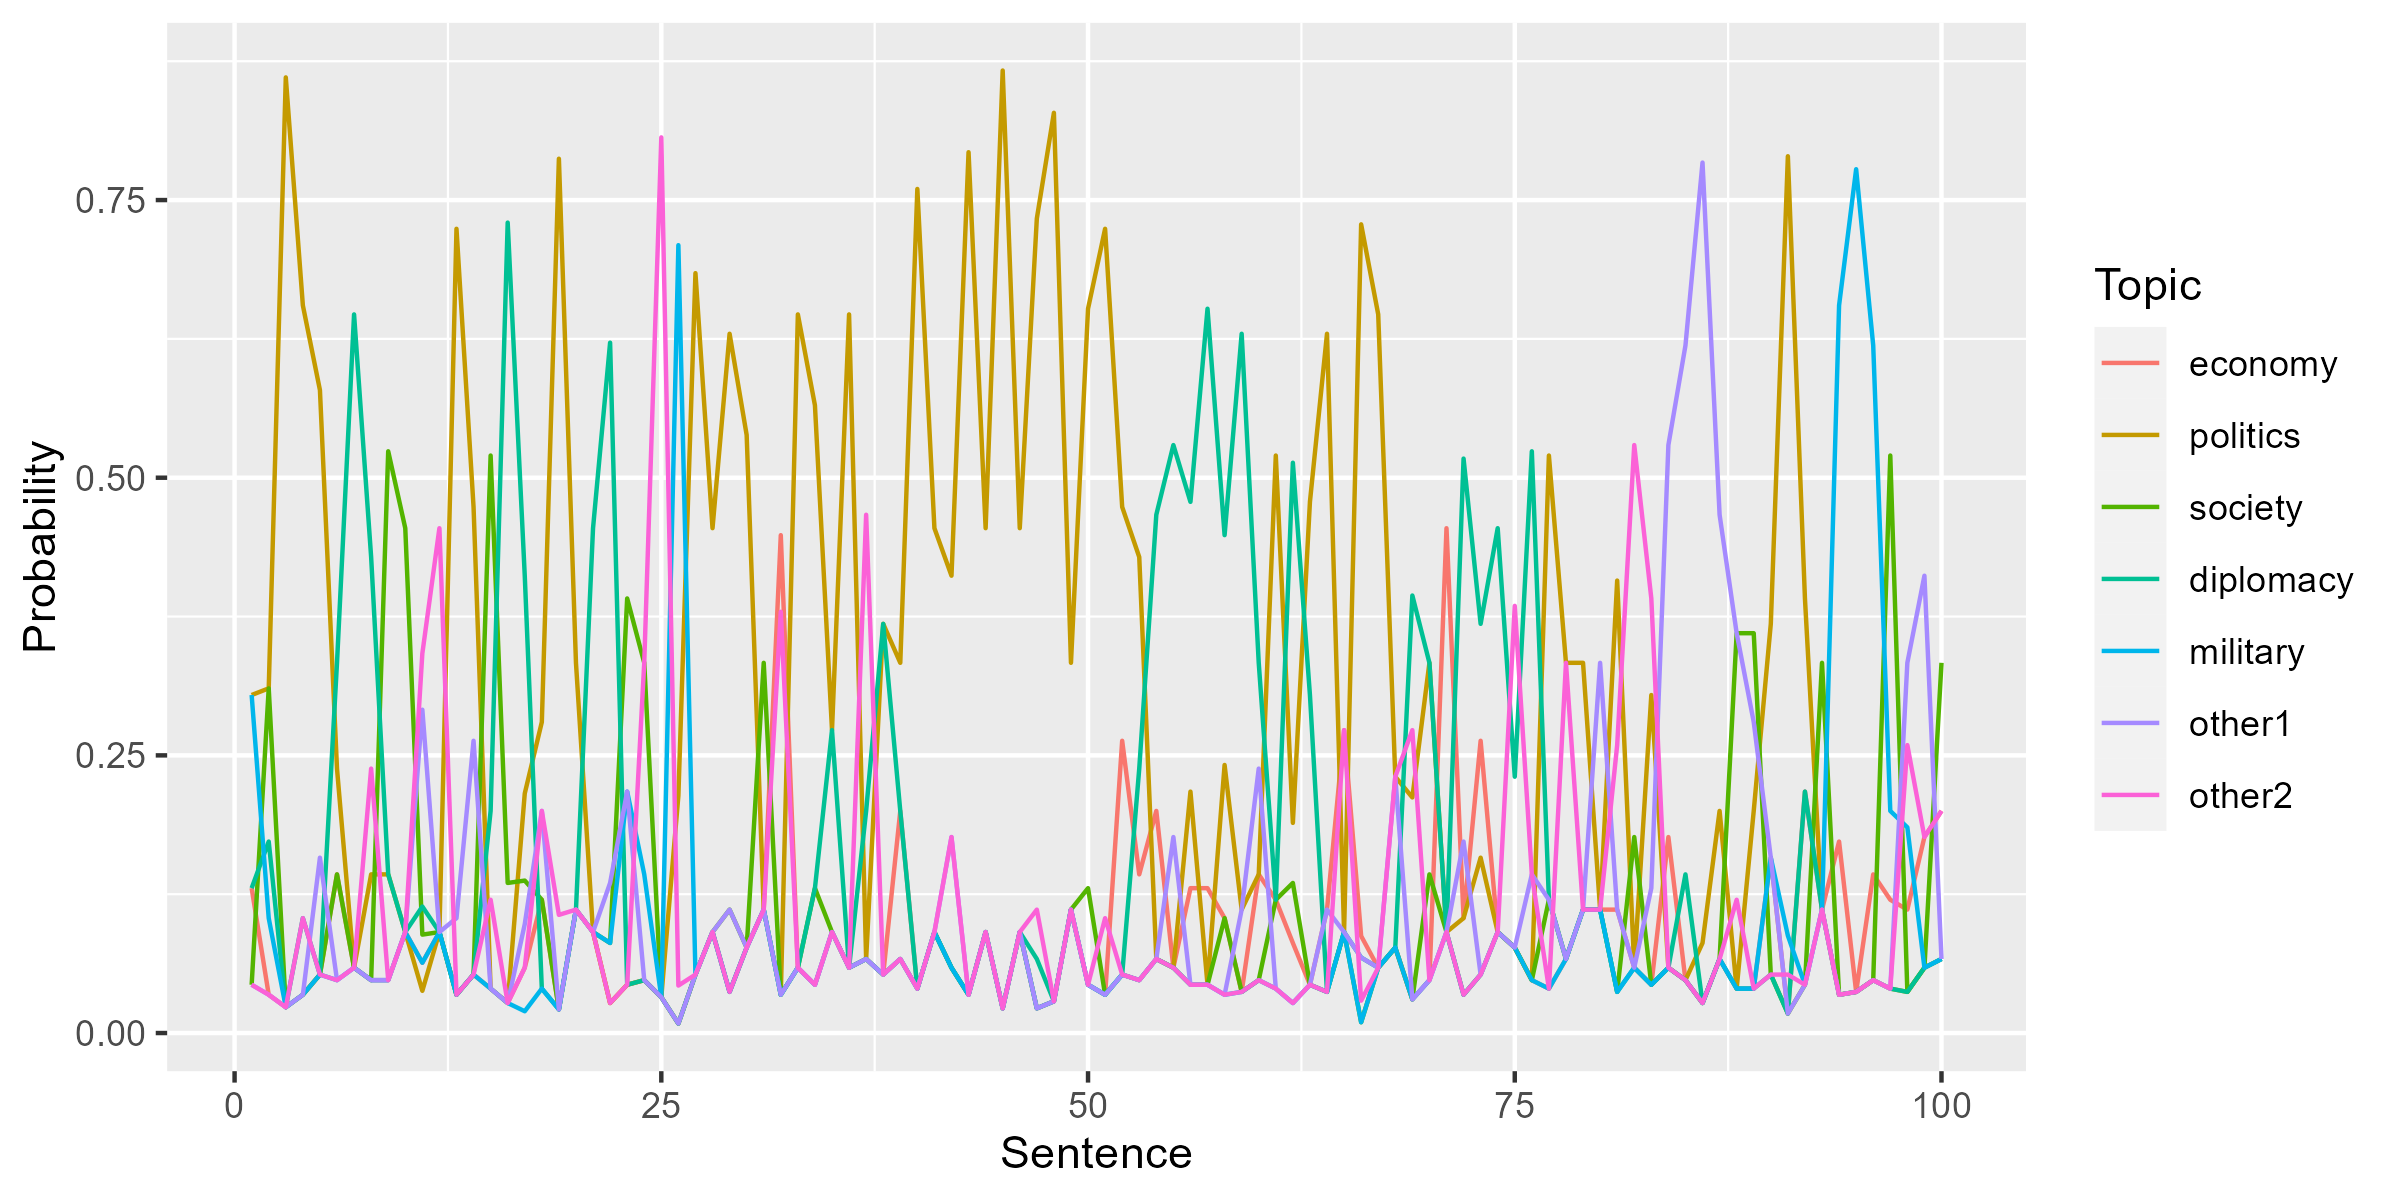 Probability
0.75
0.50
0.25
0.00
0 25 50 75 100
Sentence
Topic
economy
politics
society
diplomacy
military
other1
other2